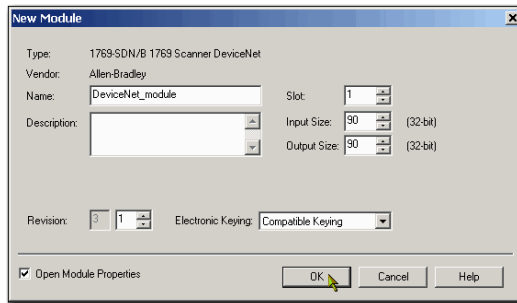 New Module
Type: 1769-SDN/B 1769 Scanner DeviceNet
Vendor: Allen-Bradley
Name: DeviceNet_module Slot: 1
Description: Input Size: 90 (32-bit)
Output Size: 90 (32-bit)
Revision: 3 1 Electronic Keying: Compatible Keying
Open Module Properties OK Cancel Help